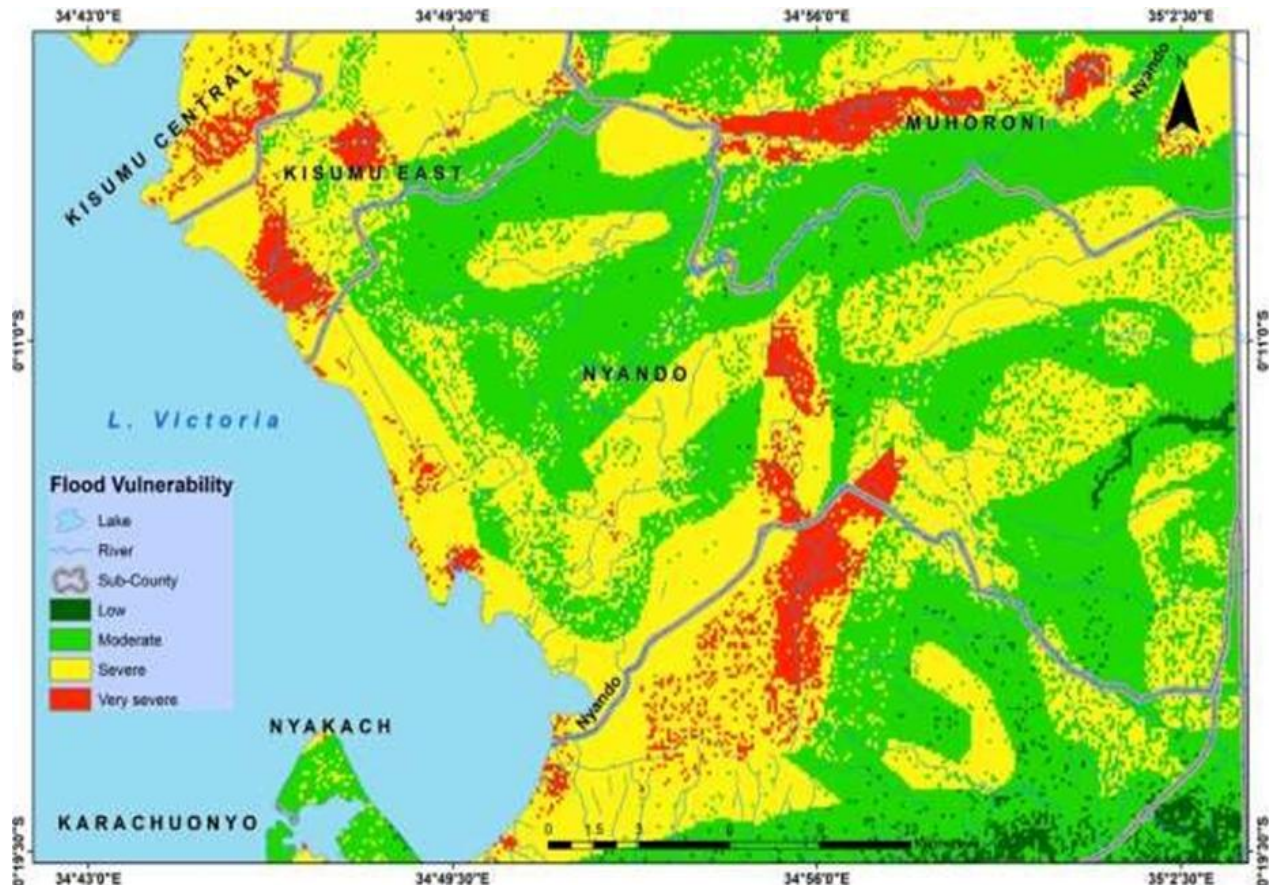 34°43'0"E 34°49'30"E 34°56'0"E 35°2'30"E
N
Nyando
KISUMU CENTRAL
MUHORONI
KISUMU EAST
0°11'0"S 0°11'0"S
NYANDO
L. Victoria
Flood Vulnerability
Lake
River
Sub-County
Low
Moderate
Severe
Very severe
Nyando
NYAKACH
KARACHUONYO
0 1.5 3 6 9 12
0°19'30"S 0°19'30"S
34°43'0"E 34°49'30"E 34°56'0"E 35°2'30"E